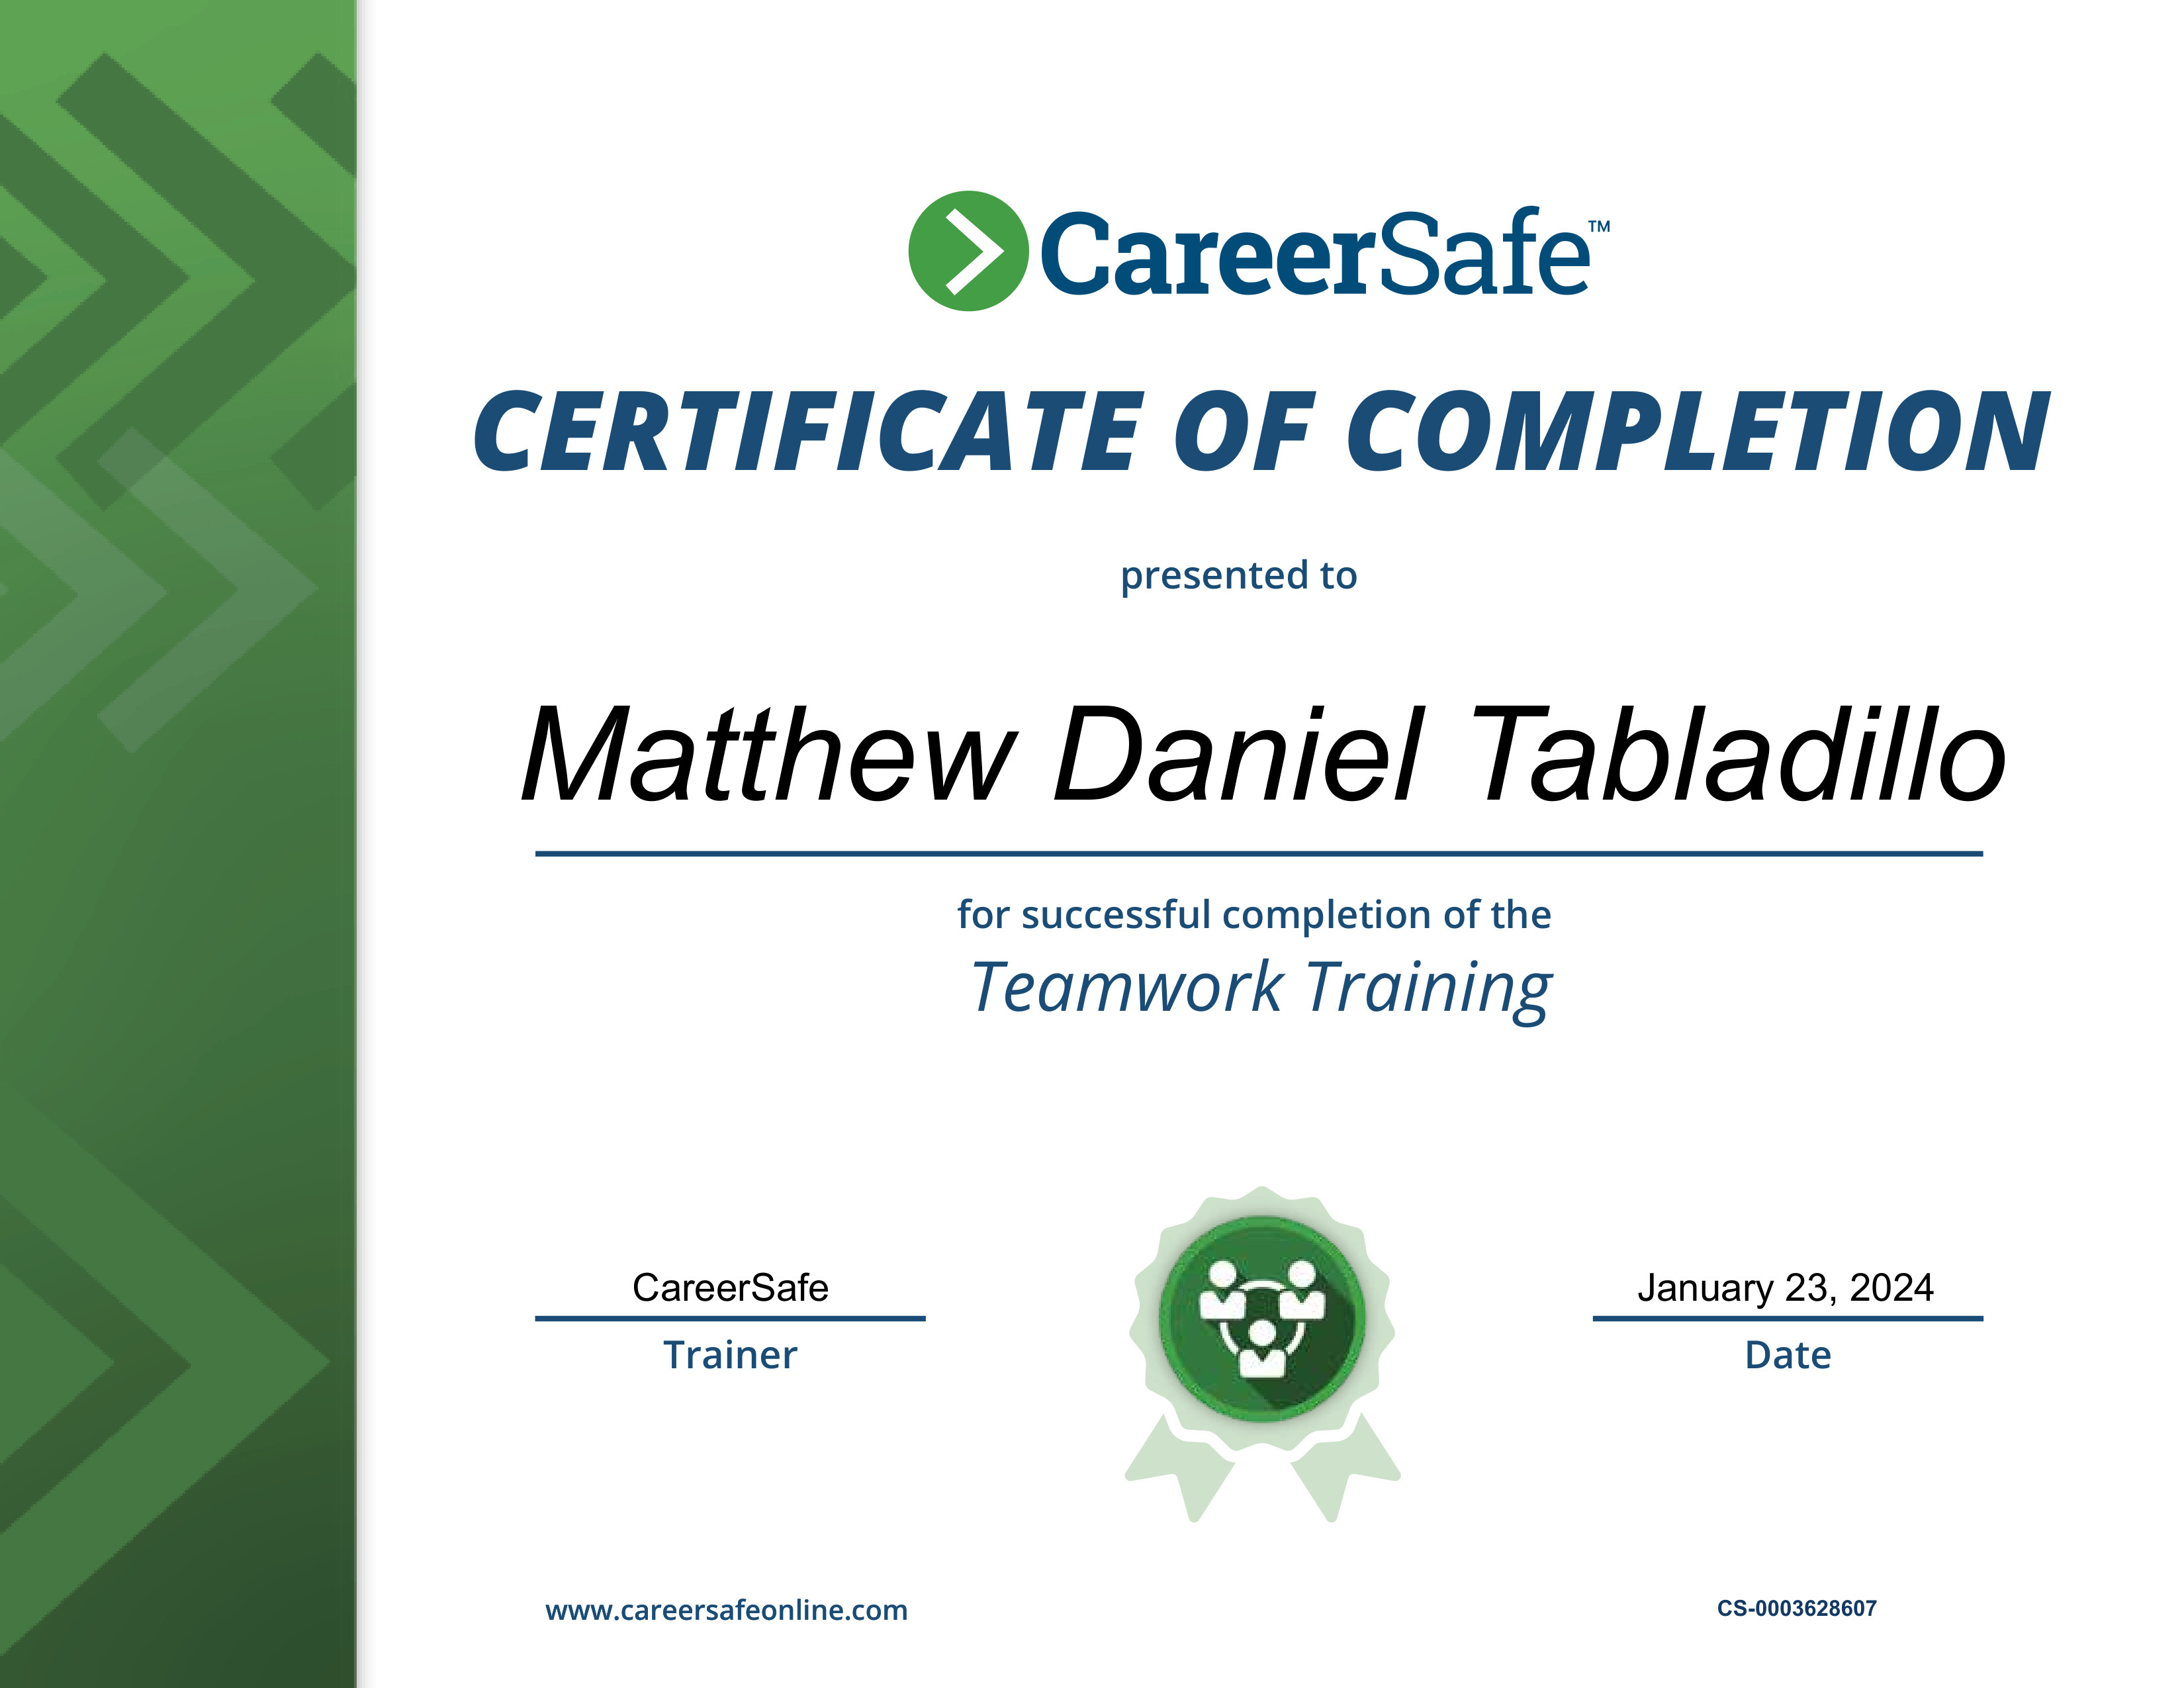 CareerSafe™
CERTIFICATE OF COMPLETION
presented to
Matthew Daniel Tabladillo
for successful completion of the
Teamwork Training
CareerSafe
Trainer
January 23, 2024
Date
www.careersafeonline.com
CS-0003628607